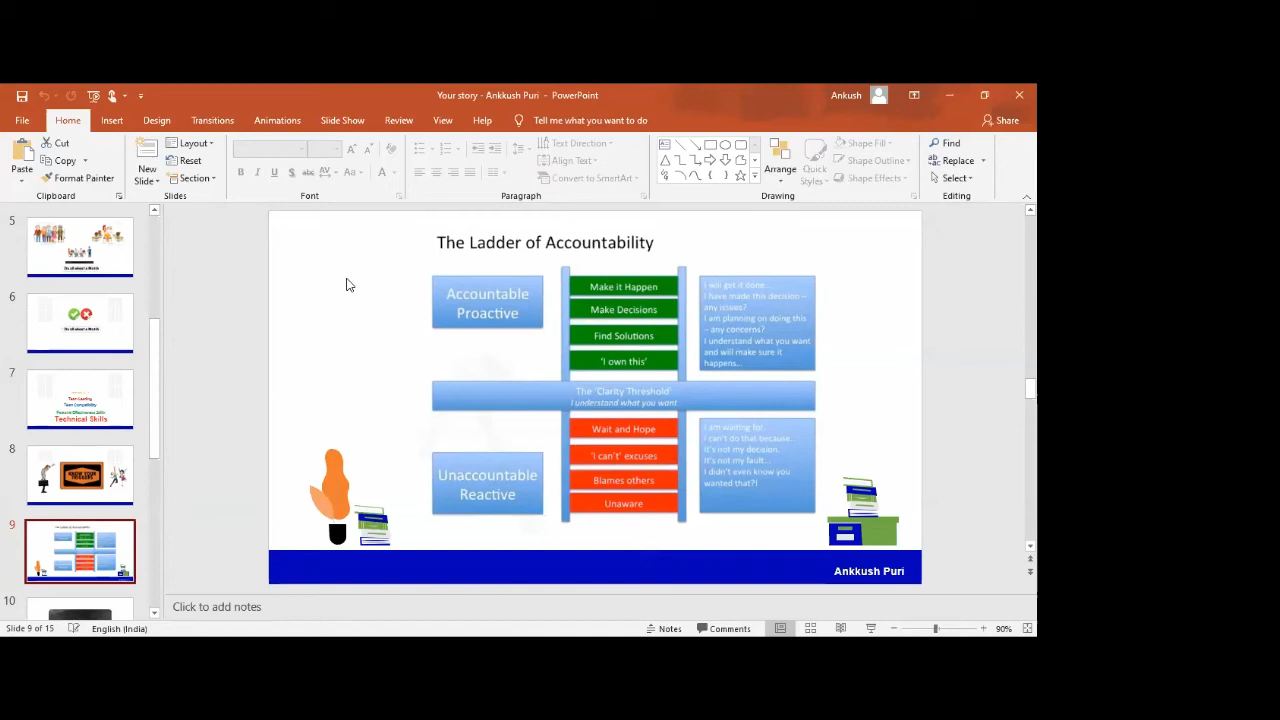 Your story - Ankkush Puri - PowerPoint
Ankush
File Home Insert Design Transitions Animations Slide Show Review View Help Tell me what you want to do Share
Paste
Cut
Copy
Format Painter
Clipboard
New Slide
Layout
Reset
Section
Slides
B I U S abc AV Aa A
Font
Text Direction
Align Text
Convert to SmartArt
Paragraph
Arrange
Quick Styles
Shape Fill
Shape Outline
Shape Effects
Drawing
Find
Replace
Select
Editing
5
6
7
Technical Skills
8
KNOW YOUR TRIGGERS
9
10
The Ladder of Accountability
Accountable
Proactive
Make it Happen
Make Decisions
Find Solutions
'I own this'
I will get it done...
I have made this decision –
any issues?
I am planning on doing this
– any concerns?
I understand what you want
and will make sure it
happens...
The 'Clarity Threshold'
I understand what you want
Unaccountable
Reactive
Wait and Hope
'I can't' excuses
Blames others
Unaware
I am waiting for..
I can't do that because..
It's not my decision.
It's not my fault...
I didn't even know you
wanted that?!
Ankkush Puri
Click to add notes
Slide 9 of 15 English (India) Notes Comments 90%